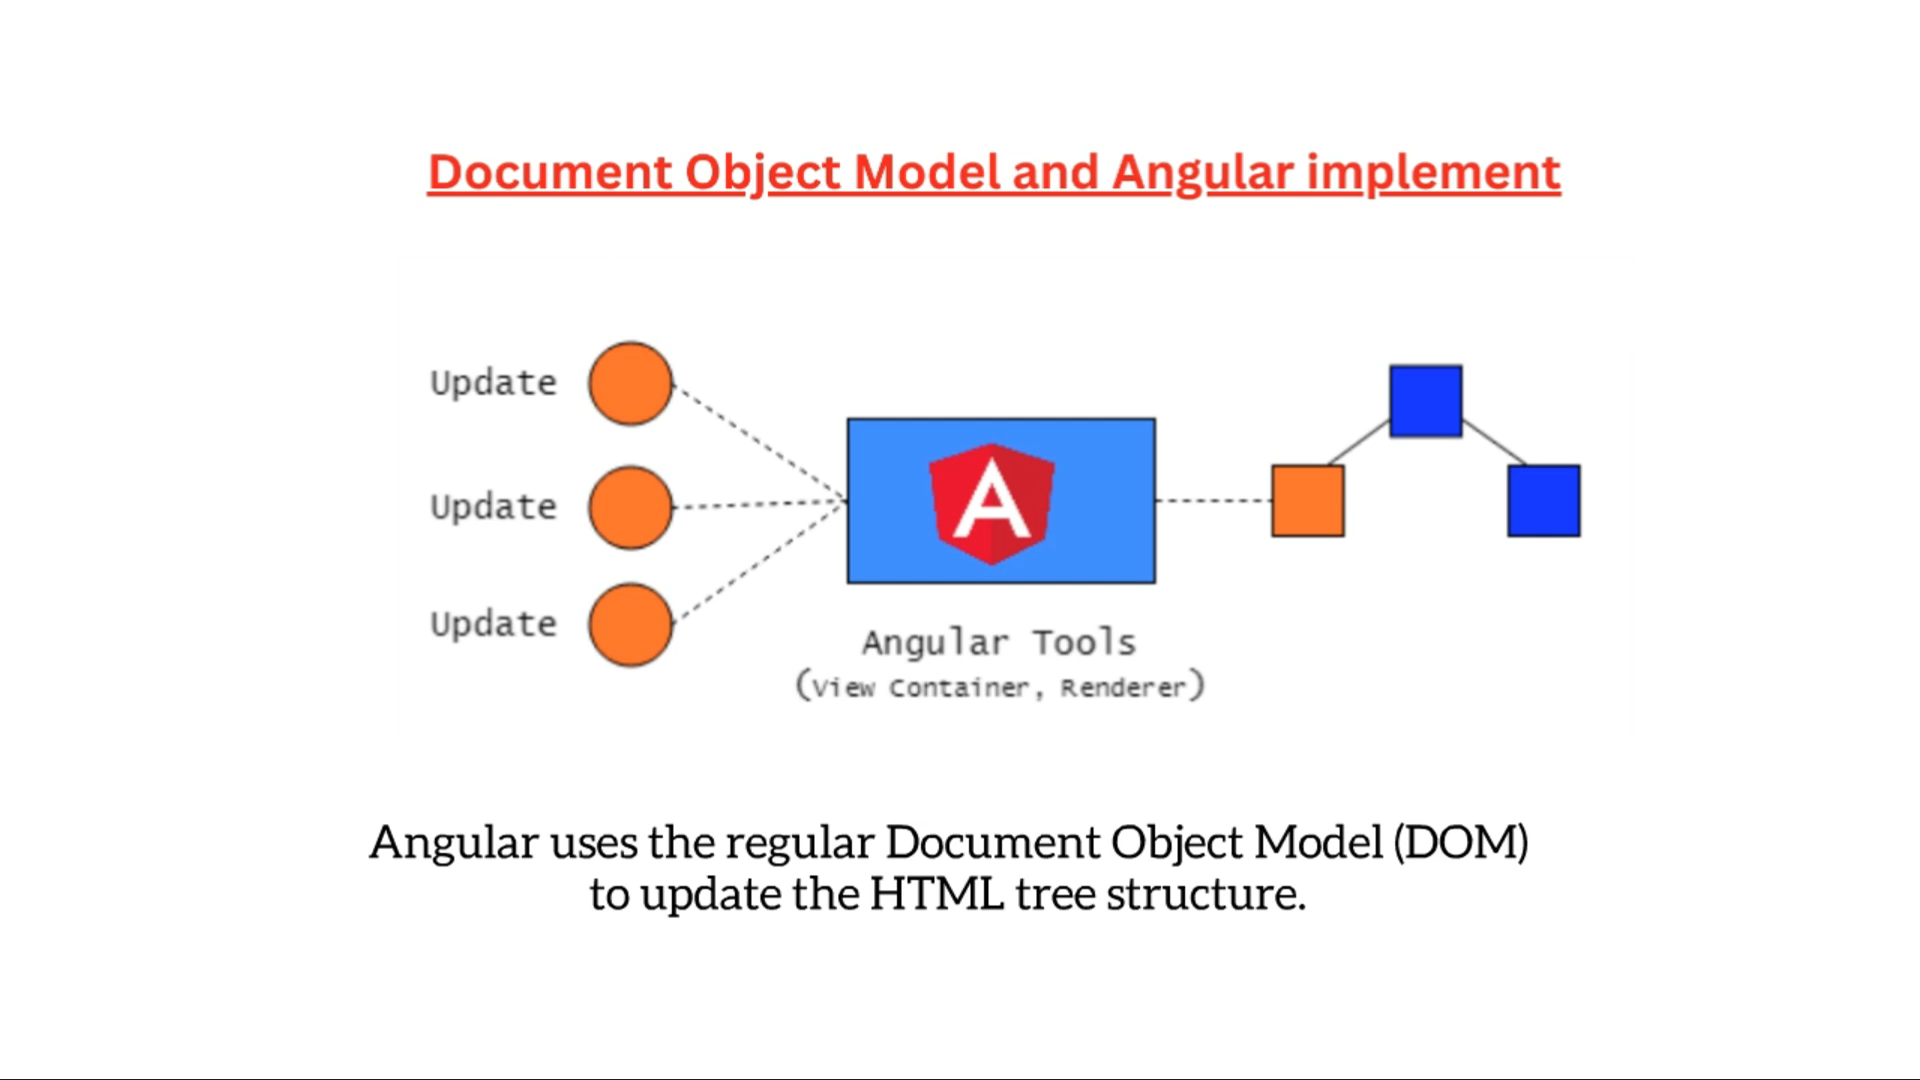 Document Object Model and Angular implement
Update
Update
Update
Angular Tools
(View Container, Renderer)
Angular uses the regular Document Object Model (DOM)
to update the HTML tree structure.